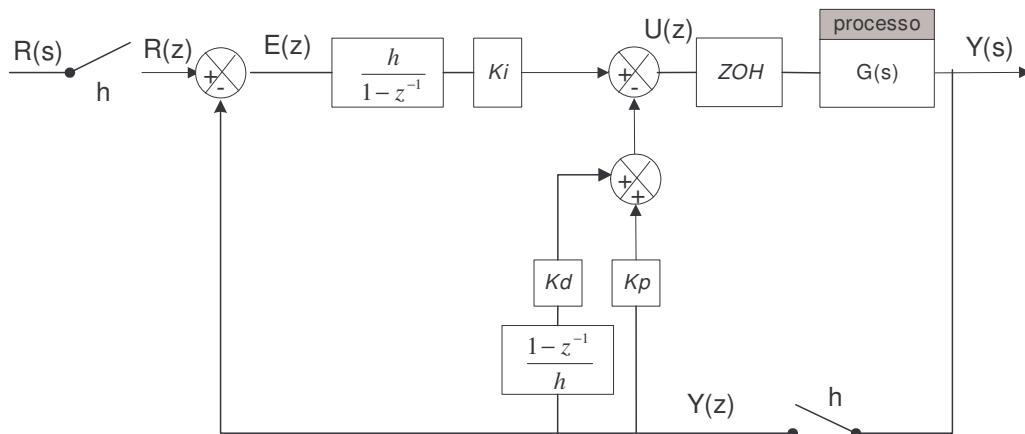 processo
R(s)
R(z)
E(z)
U(z)
Y(s)
h
h
1 − z⁻¹
Ki
ZOH
G(s)
+
-
+
-
+
+
Kd
Kp
1 − z⁻¹
h
Y(z)
h